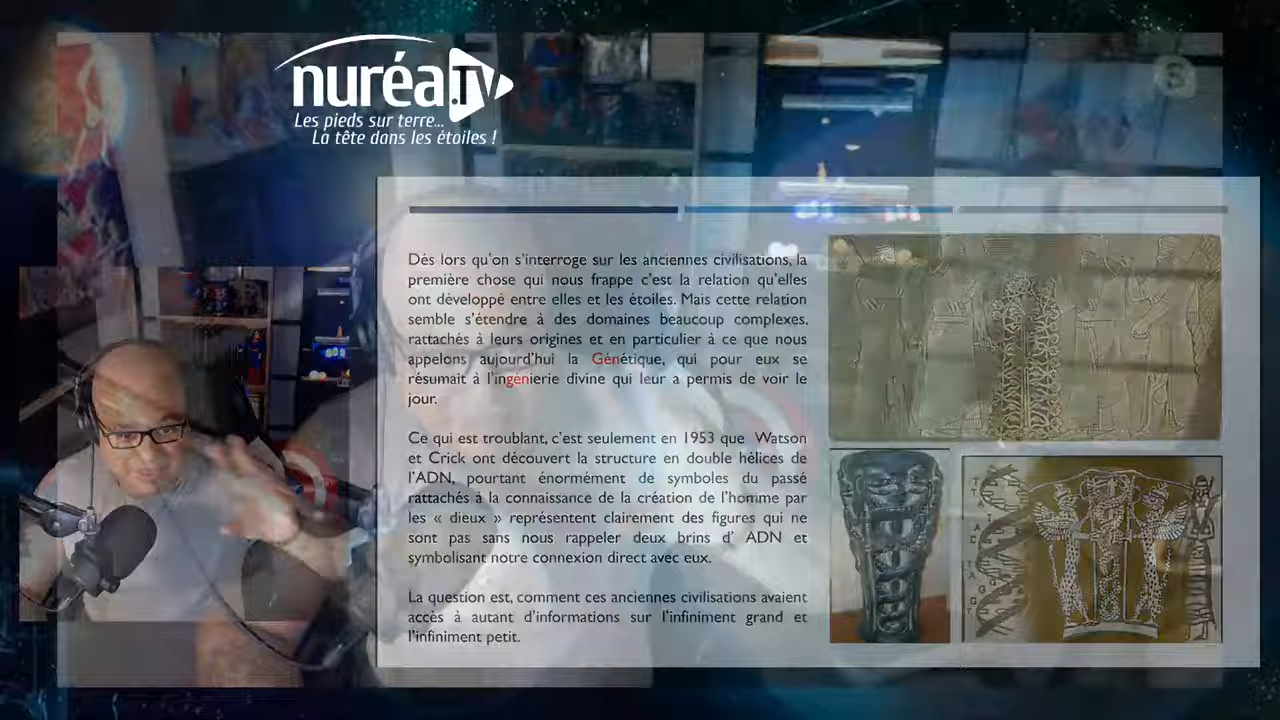 nuréa.TV
Les pieds sur terre...
La tête dans les étoiles !
Dés lors qu'on s'interroge sur les anciennes civilisations, la
première chose qui nous frappe c'est la relation qu'elles
ont développé entre elles et les étoiles. Mais cette relation
semble s'étendre à des domaines beaucoup complexes,
rattachés à leurs origines et en particulier à ce que nous
appelons aujourd'hui la Génétique, qui pour eux se
résumait à l'ingénierie divine qui leur a permis de voir le
jour.
Ce qui est troublant, c'est seulement en 1953 que Watson
et Crick ont découvert la structure en double hélices de
l'ADN, pourtant énormément de symboles du passé
rattachés à la connaissance de la création de l'homme par
les « dieux » représentent clairement des figures qui ne
sont pas sans nous rappeler deux brins d' ADN et
symbolisant notre connexion direct avec eux.
La question est, comment ces anciennes civilisations avaient
accès à autant d'informations sur l'infiniment grand et
l'infiniment petit.